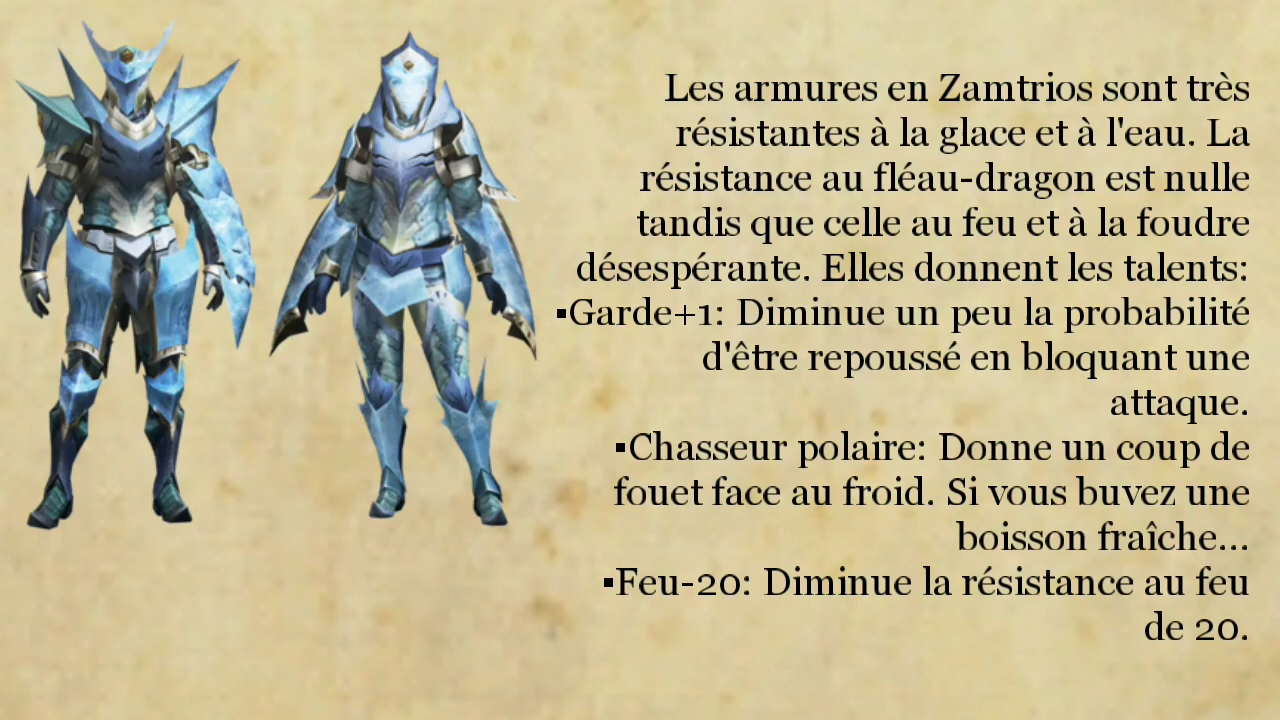 Les armures en Zamtrios sont très
résistantes à la glace et à l'eau. La
résistance au fléau-dragon est nulle
tandis que celle au feu et à la foudre
désespérante. Elles donnent les talents:
▪Garde+1: Diminue un peu la probabilité
d'être repoussé en bloquant une
attaque.
▪Chasseur polaire: Donne un coup de
fouet face au froid. Si vous buvez une
boisson fraîche...
▪Feu-20: Diminue la résistance au feu
de 20.